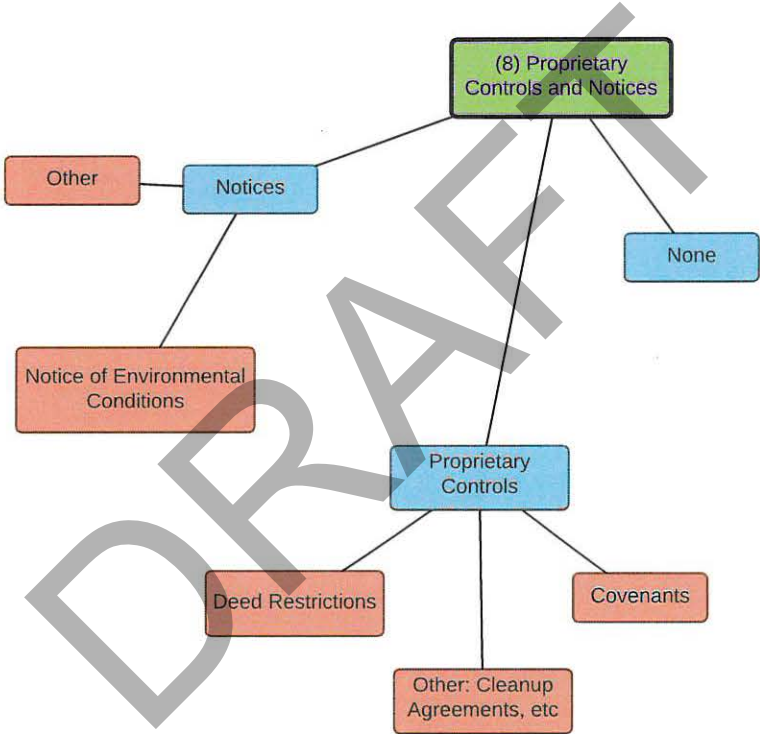 (8) Proprietary
Controls and Notices
Other
Notices
None
Notice of Environmental
Conditions
Proprietary
Controls
Deed Restrictions
Covenants
Other: Cleanup
Agreements, etc
DRAFT